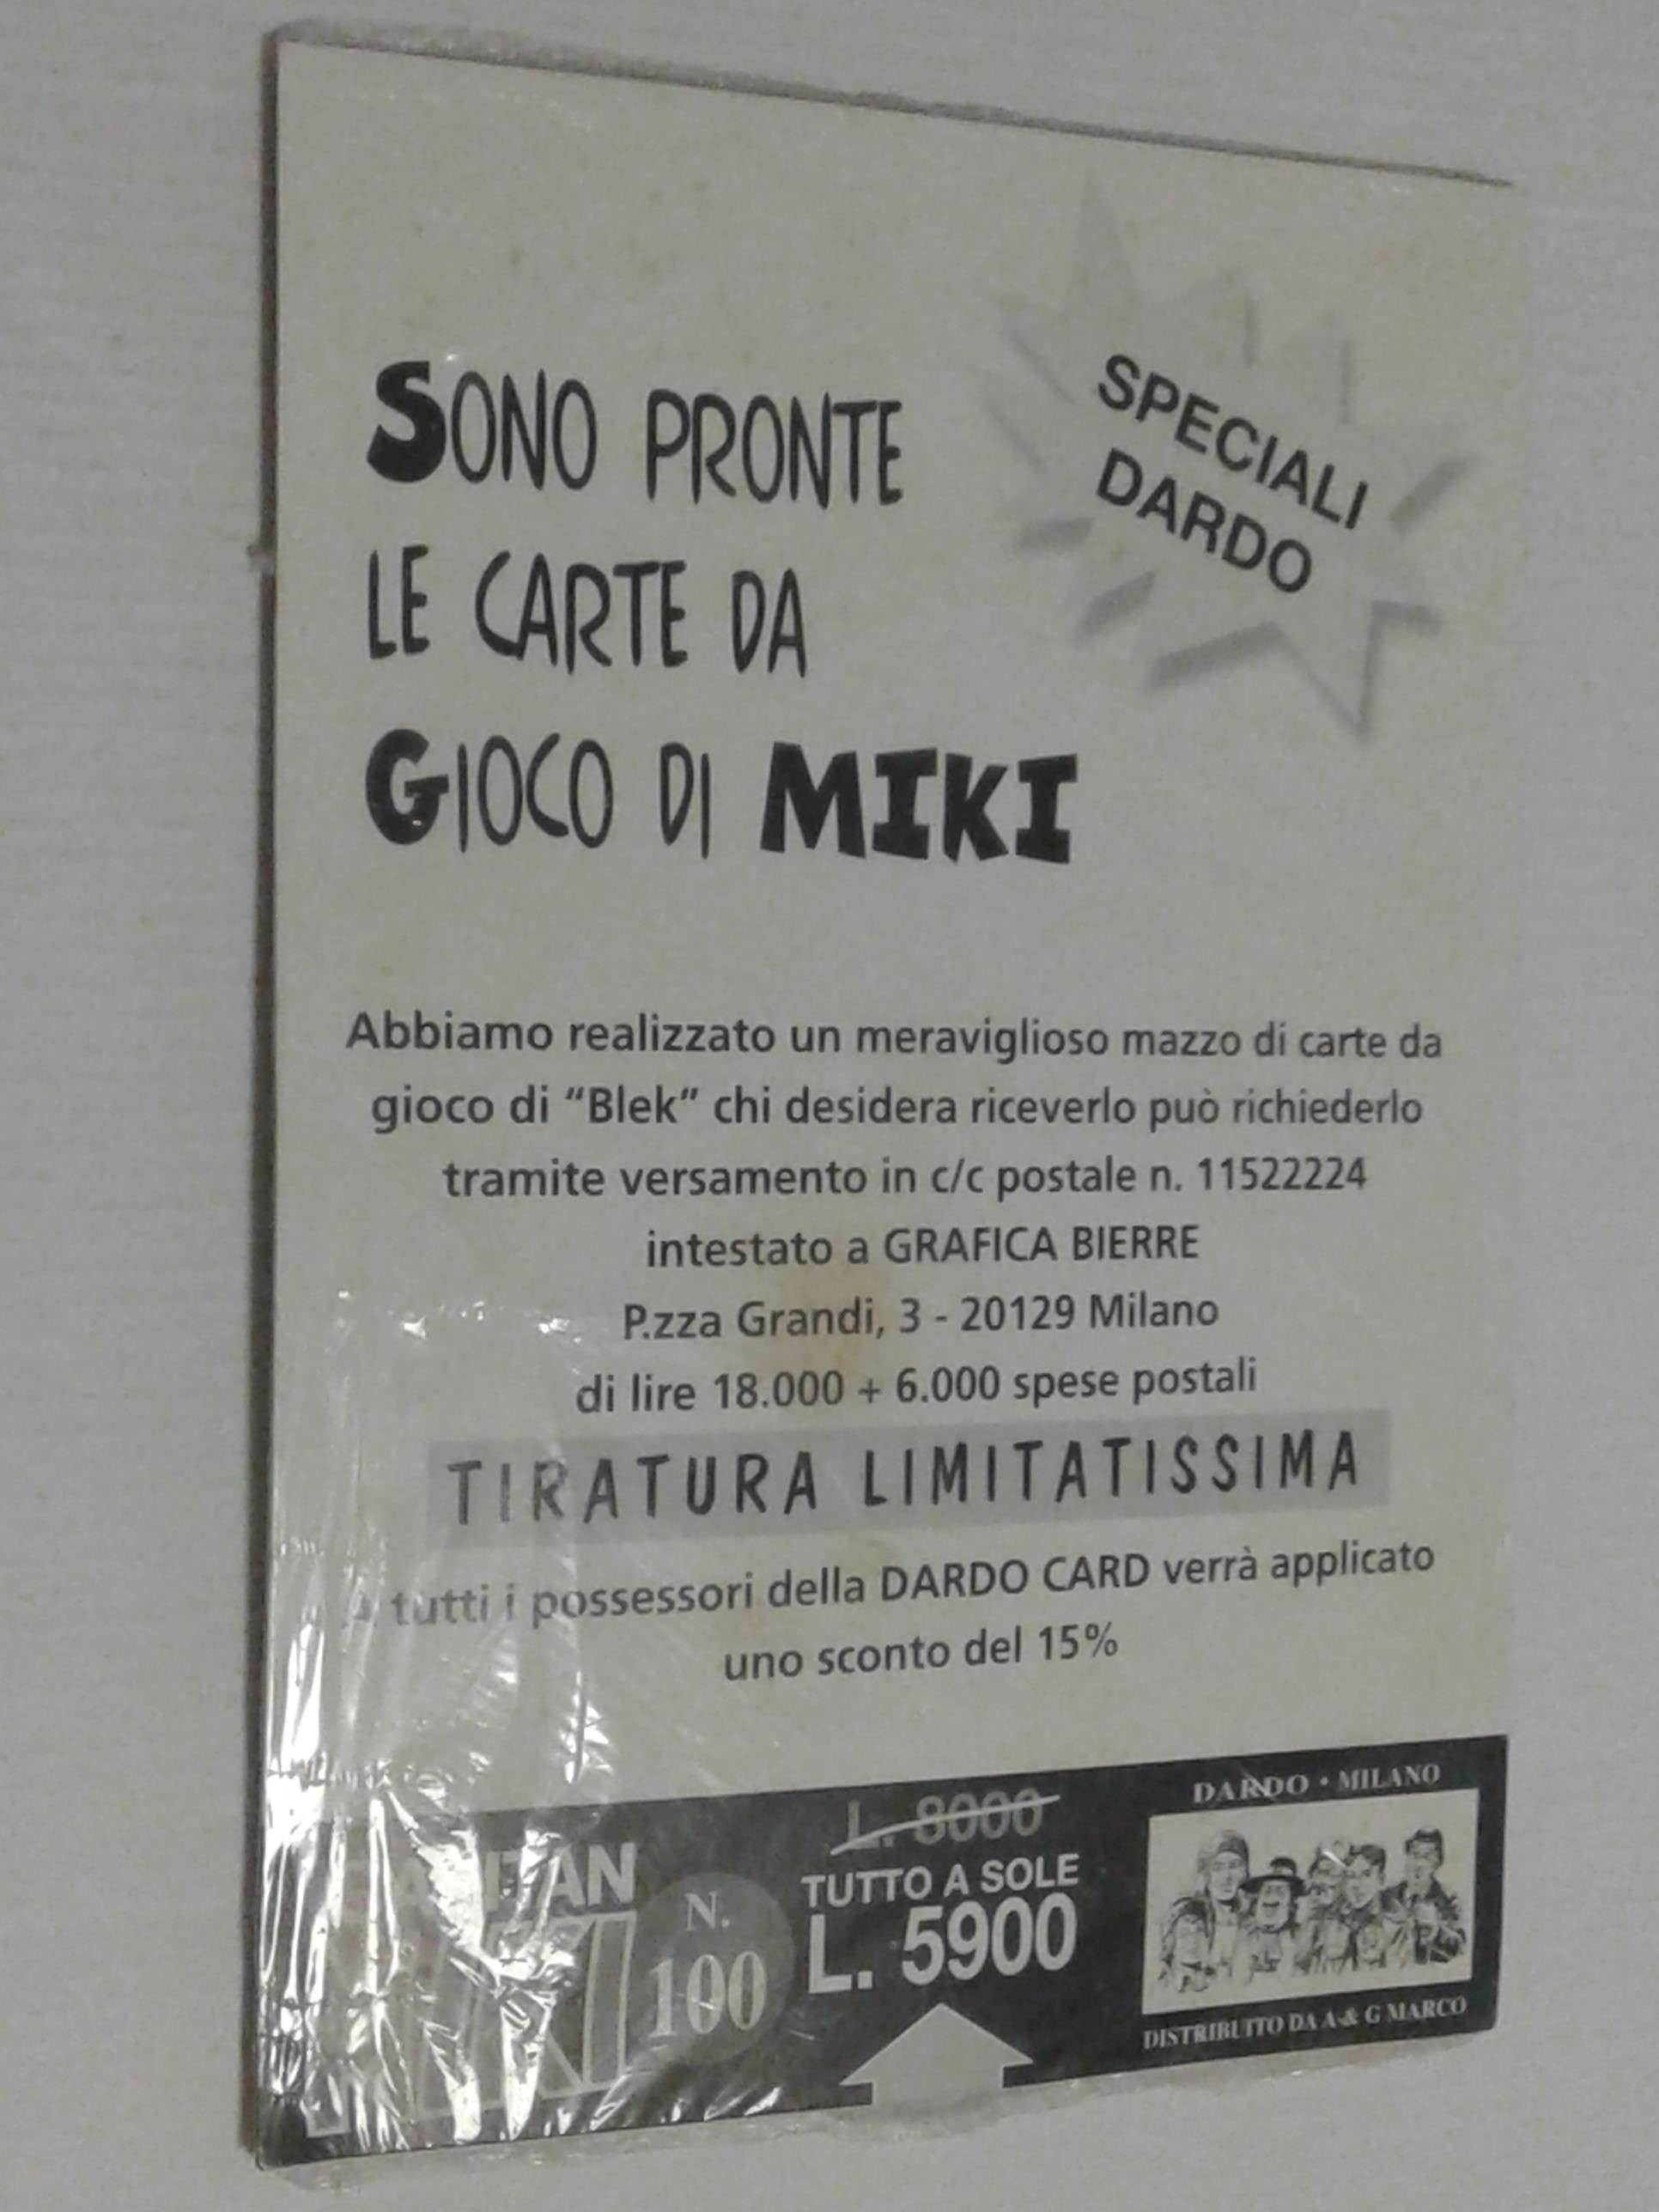 SPECIALI
DARDO
SONO PRONTE
LE CARTE DA
GIOCO DI MIKI
Abbiamo realizzato un meraviglioso mazzo di carte da
gioco di “Blek” chi desidera riceverlo può richiederlo
tramite versamento in c/c postale n. 11522224
intestato a GRAFICA BIERRE
P.zza Grandi, 3 - 20129 Milano
di lire 18.000 + 6.000 spese postali
TIRATURA LIMITATISSIMA
A tutti i possessori della DARDO CARD verrà applicato
uno sconto del 15%
CAPITAN
MIKI
N.
100
L. 8000
TUTTO A SOLE
L. 5900
DARDO • MILANO
DISTRIBUITO DA A & G MARCO